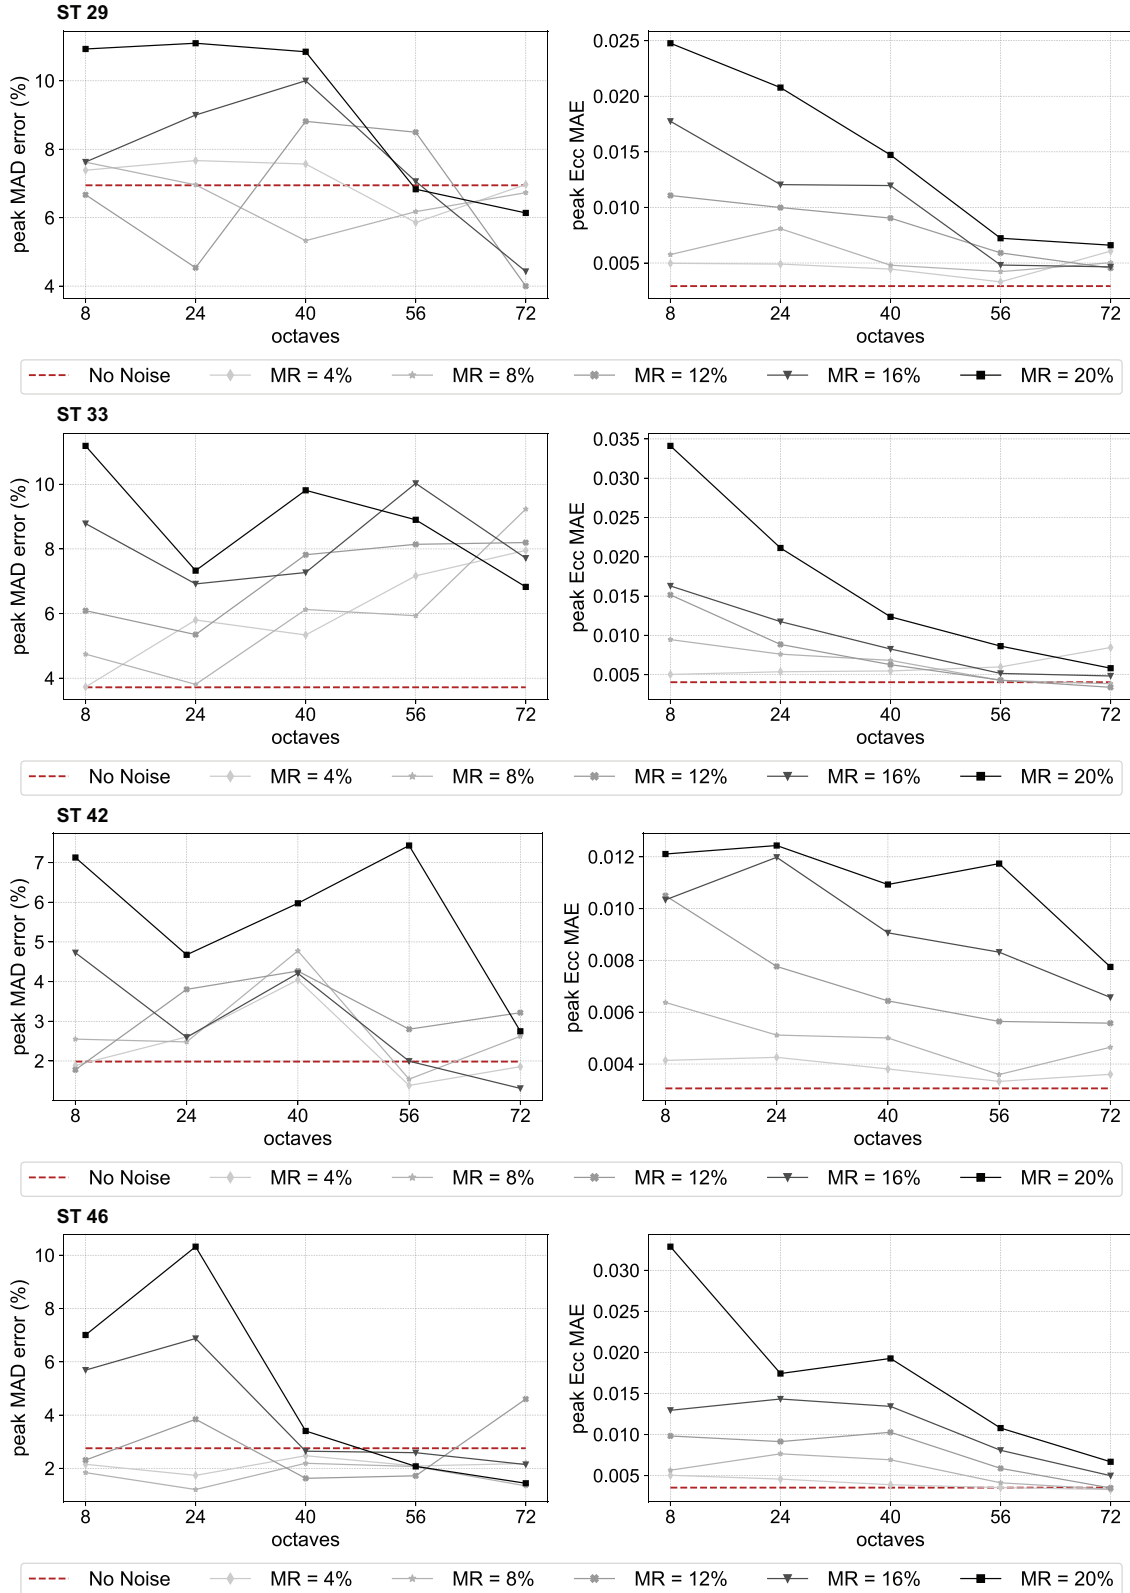 ST 29
peak MAD error (%)
10
8
6
4
8 24 40 56 72
octaves
peak Ecc MAE
0.025
0.020
0.015
0.010
0.005
8 24 40 56 72
octaves
No Noise MR = 4% MR = 8% MR = 12% MR = 16% MR = 20%
ST 33
peak MAD error (%)
10
8
6
4
8 24 40 56 72
octaves
peak Ecc MAE
0.035
0.030
0.025
0.020
0.015
0.010
0.005
8 24 40 56 72
octaves
No Noise MR = 4% MR = 8% MR = 12% MR = 16% MR = 20%
ST 42
peak MAD error (%)
7
6
5
4
3
2
8 24 40 56 72
octaves
peak Ecc MAE
0.012
0.010
0.008
0.006
0.004
8 24 40 56 72
octaves
No Noise MR = 4% MR = 8% MR = 12% MR = 16% MR = 20%
ST 46
peak MAD error (%)
10
8
6
4
2
8 24 40 56 72
octaves
peak Ecc MAE
0.030
0.025
0.020
0.015
0.010
0.005
8 24 40 56 72
octaves
No Noise MR = 4% MR = 8% MR = 12% MR = 16% MR = 20%